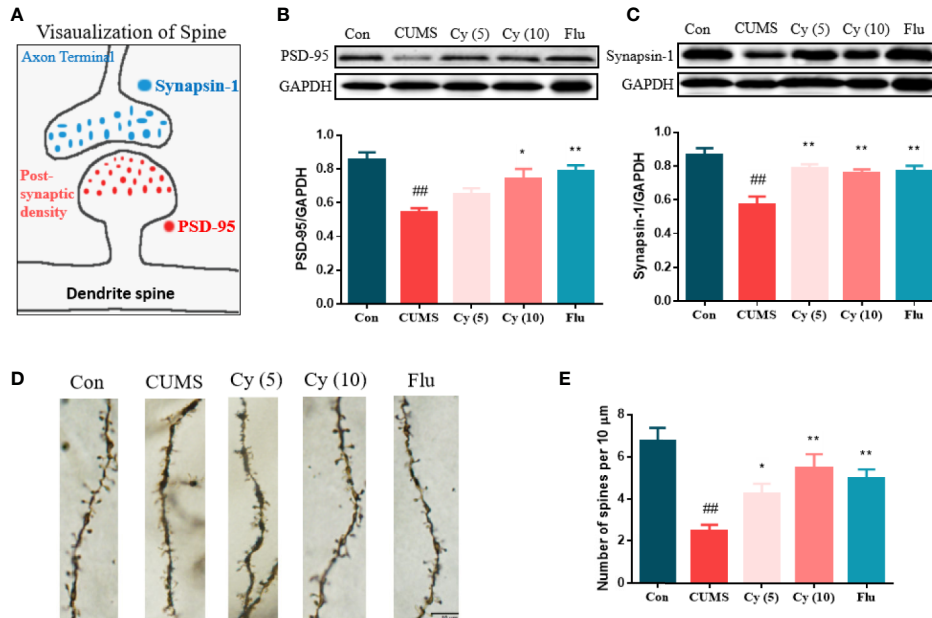 A
Visaualization of Spine
Axon Terminal
Synapsin-1
Post-
synaptic
density
PSD-95
Dendrite spine
B
CUMS Cy (5) Cy (10) Flu
Con
PSD-95
GAPDH
PSD-95/GAPDH
1.0
0.8
0.6
0.4
0.2
0.0
##
*
**
Con CUMS Cy (5) Cy (10) Flu
C
Con CUMS Cy (5) Cy (10) Flu
Synapsin-1
GAPDH
Synapsin-1/GAPDH
1.0
0.8
0.6
0.4
0.2
0.0
##
**
**
**
Con CUMS Cy (5) Cy (10) Flu
D
Con CUMS Cy (5) Cy (10) Flu
E
Number of spines per 10 μm
8
6
4
2
0
##
*
**
**
Con CUMS Cy (5) Cy (10) Flu